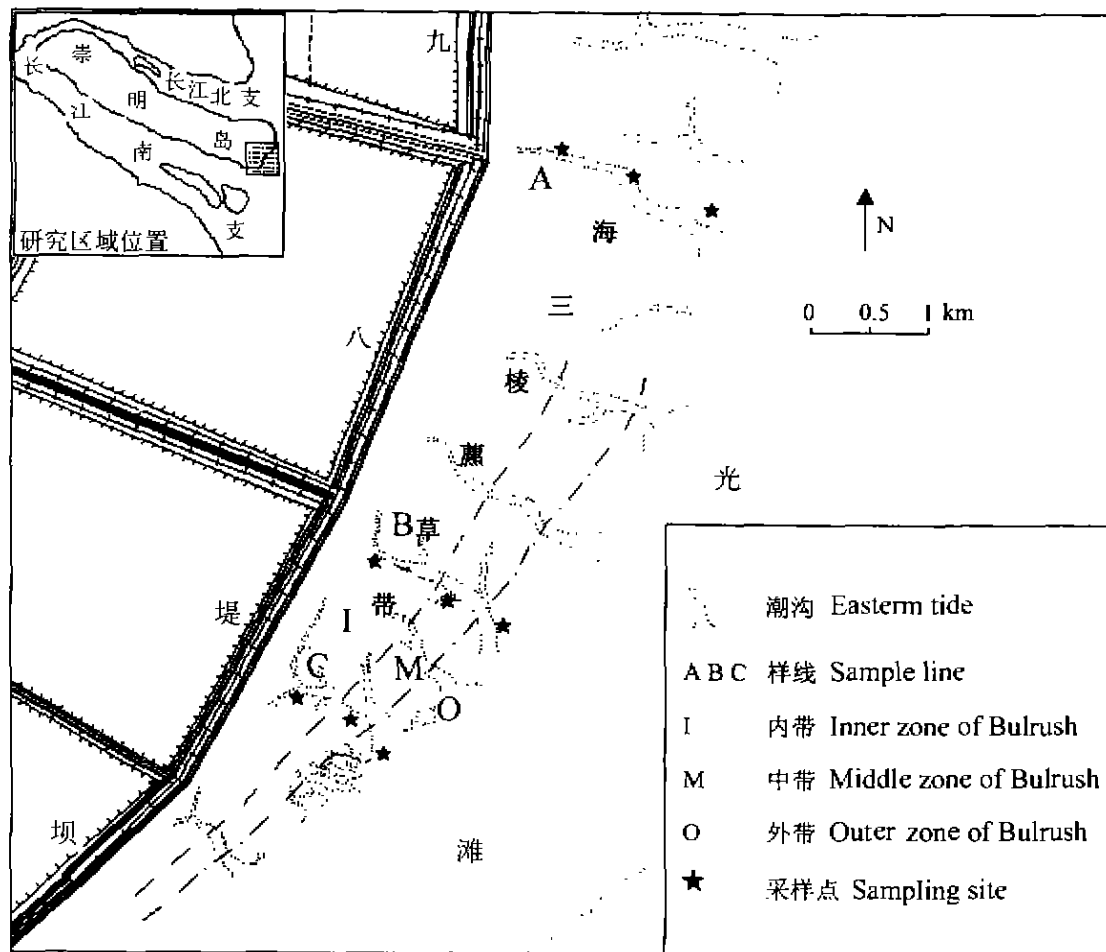 长
崇
明
岛
长江北支
江
南
支
研究区域位置
九
八
堤
坝
A
海
三
棱
藨
B草
带
I
C
M
O
光
滩
N
0 0.5 1 km
潮沟 Easterm tide
A B C 样线 Sample line
I 内带 Inner zone of Bulrush
M 中带 Middle zone of Bulrush
O 外带 Outer zone of Bulrush
采样点 Sampling site